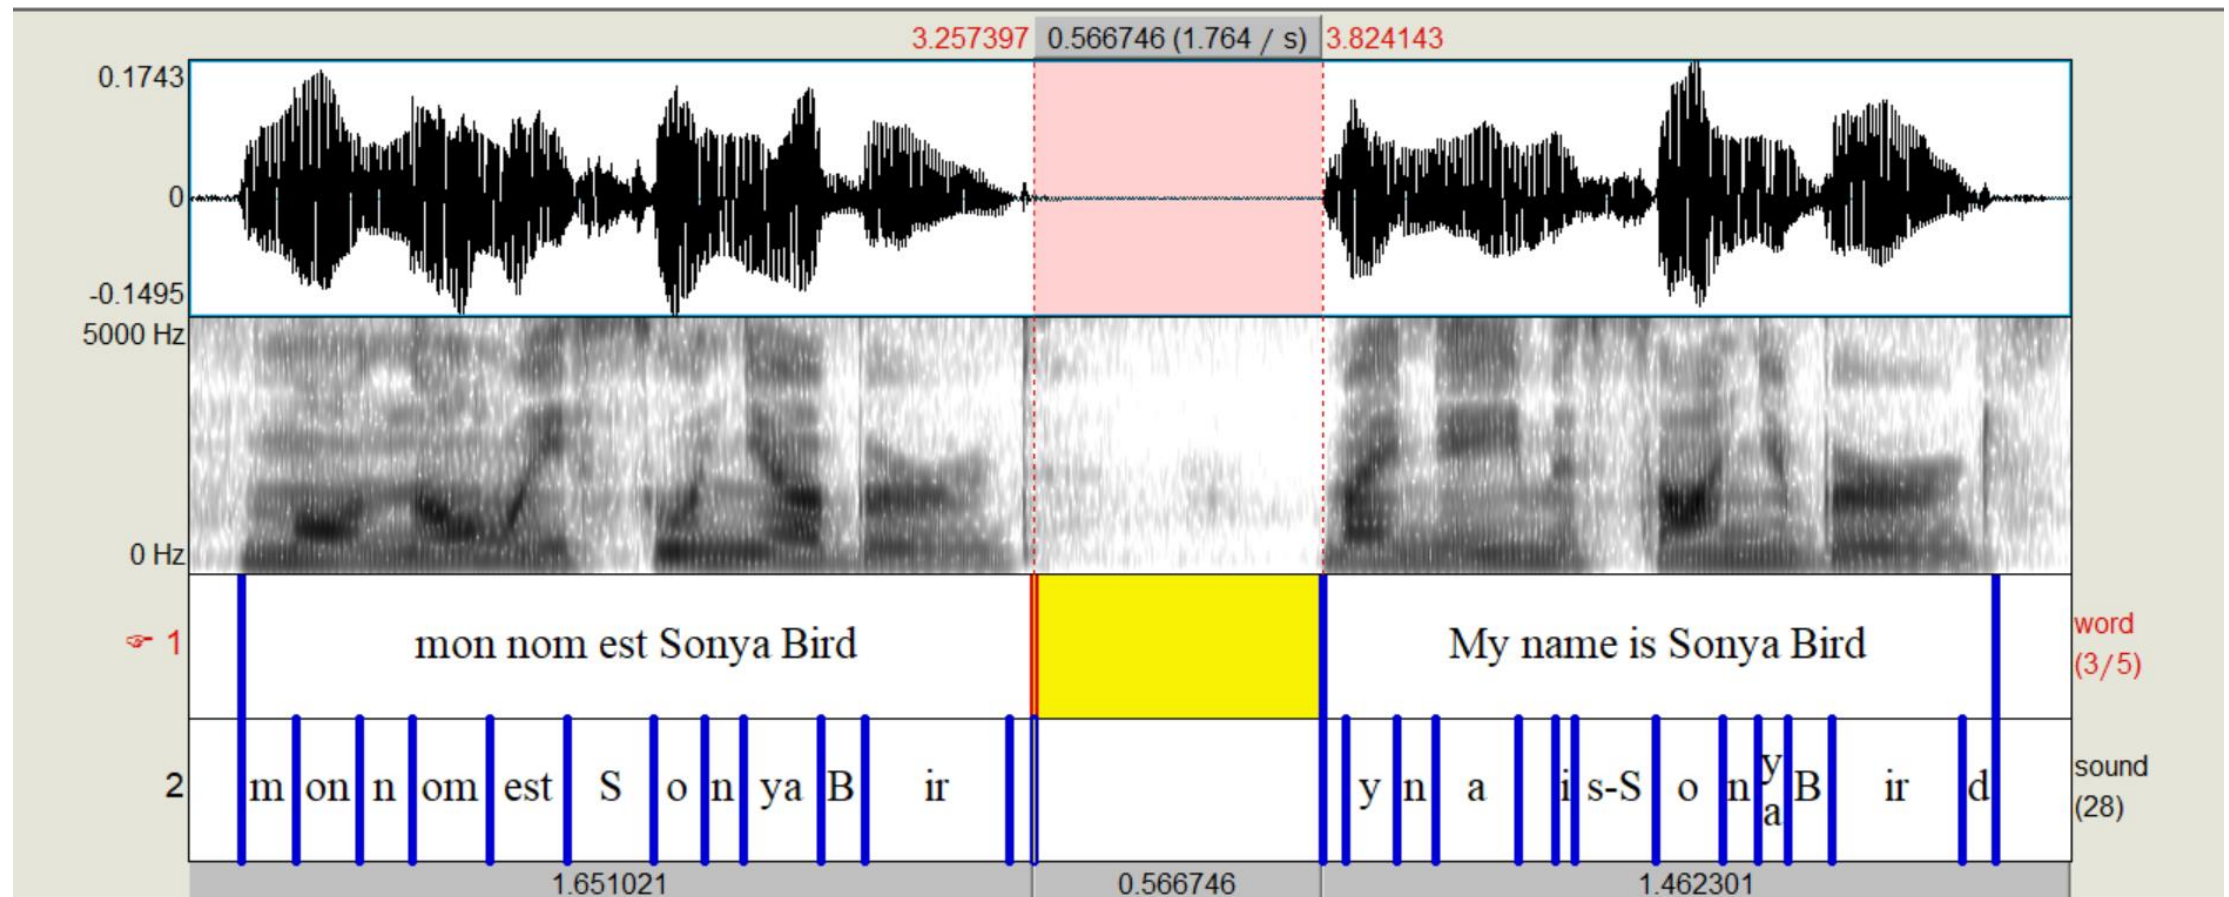 3.257397 0.566746 (1.764 / s) 3.824143
0.1743
0
-0.1495
5000 Hz
0 Hz
☞ 1 mon nom est Sonya Bird My name is Sonya Bird word (3/5)
2 m on n om est S o n ya B ir y n a i s-S o n ya B ir d sound (28)
1.651021 0.566746 1.462301